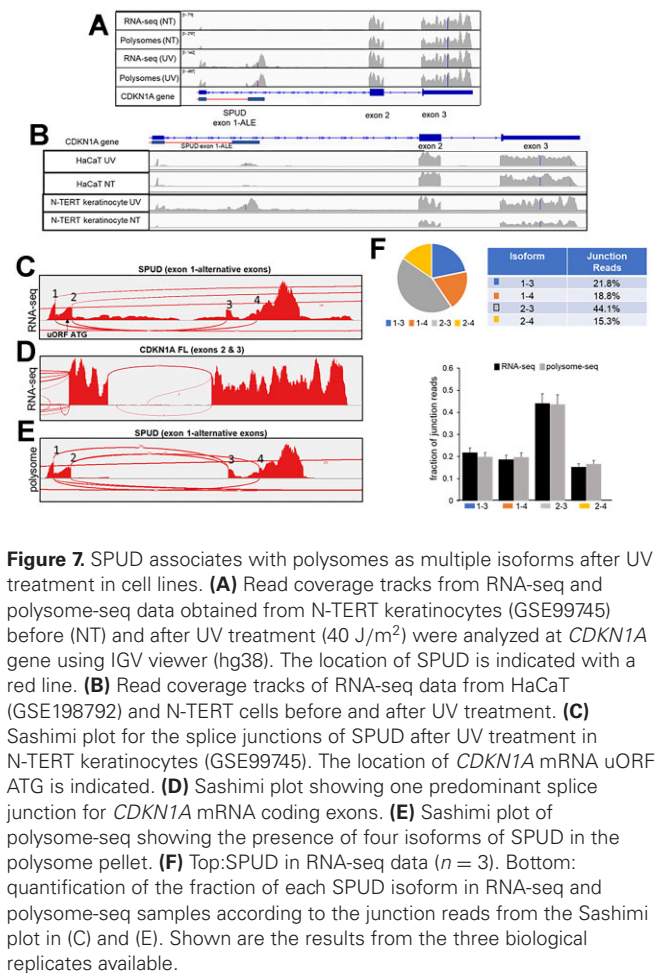 A
RNA-seq (NT)
Polysomes (NT)
RNA-seq (UV)
Polysomes (UV)
CDKN1A gene
SPUD
exon 1-ALE
exon 2
exon 3
B
CDKN1A gene
SPUD exon 1-ALE
exon 2
exon 3
HaCaT UV
HaCaT NT
N-TERT keratinocyte UV
N-TERT keratinocyte NT
C
SPUD (exon 1-alternative exons)
RNA-seq
1
2
3
4
uORF ATG
D
CDKN1A FL (exons 2 & 3)
RNA-seq
E
SPUD (exon 1-alternative exons)
polysome
1
2
3
4
F
1-3 1-4 2-3 2-4
Isoform Junction Reads
1-3 21.8%
1-4 18.8%
2-3 44.1%
2-4 15.3%
RNA-seq polysome-seq
fraction of junction reads
0.6
0.5
0.4
0.3
0.2
0.1
0
1-3 1-4 2-3 2-4
Figure 7. SPUD associates with polysomes as multiple isoforms after UV
treatment in cell lines. (A) Read coverage tracks from RNA-seq and
polysome-seq data obtained from N-TERT keratinocytes (GSE99745)
before (NT) and after UV treatment (40 J/m²) were analyzed at CDKN1A
gene using IGV viewer (hg38). The location of SPUD is indicated with a
red line. (B) Read coverage tracks of RNA-seq data from HaCaT
(GSE198792) and N-TERT cells before and after UV treatment. (C)
Sashimi plot for the splice junctions of SPUD after UV treatment in
N-TERT keratinocytes (GSE99745). The location of CDKN1A mRNA uORF
ATG is indicated. (D) Sashimi plot showing one predominant splice
junction for CDKN1A mRNA coding exons. (E) Sashimi plot of
polysome-seq showing the presence of four isoforms of SPUD in the
polysome pellet. (F) Top:SPUD in RNA-seq data (n = 3). Bottom:
quantification of the fraction of each SPUD isoform in RNA-seq and
polysome-seq samples according to the junction reads from the Sashimi
plot in (C) and (E). Shown are the results from the three biological
replicates available.